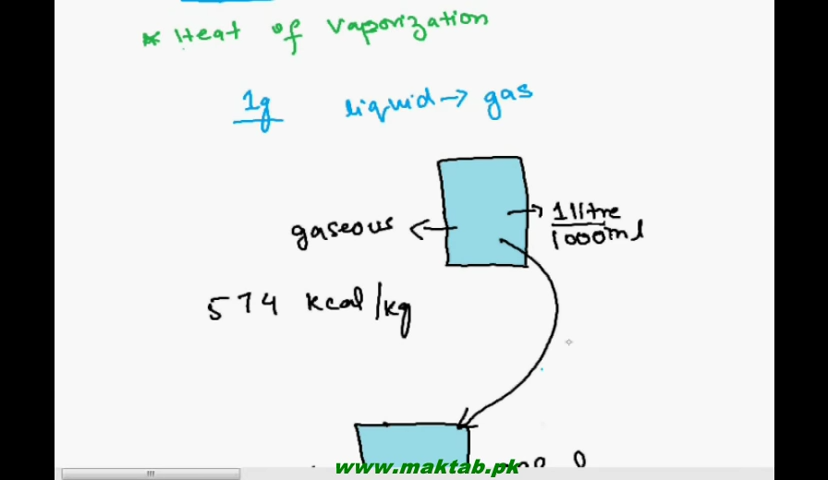 * Heat of Vaporization
1g liquid → gas
gaseous
1 litre
1000ml
574 kcal/kg
www.maktab.pk